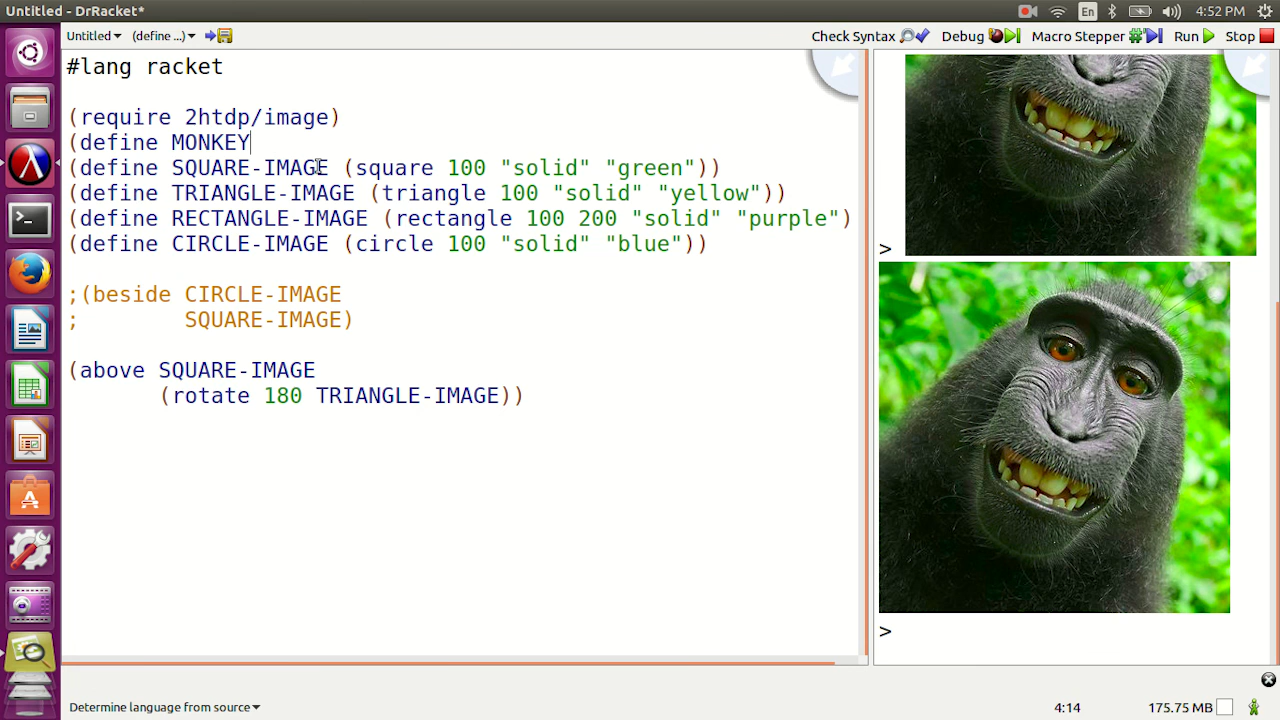 Untitled - DrRacket*
En
4:52 PM
Untitled
(define ...)
Check Syntax
Debug
Macro Stepper
Run
Stop
#lang racket
(require 2htdp/image)
(define MONKEY
(define SQUARE-IMAGE (square 100 "solid" "green"))
(define TRIANGLE-IMAGE (triangle 100 "solid" "yellow"))
(define RECTANGLE-IMAGE (rectangle 100 200 "solid" "purple")
(define CIRCLE-IMAGE (circle 100 "solid" "blue"))
;(beside CIRCLE-IMAGE
;        SQUARE-IMAGE)
(above SQUARE-IMAGE
       (rotate 180 TRIANGLE-IMAGE))
>
>
Determine language from source
4:14
175.75 MB